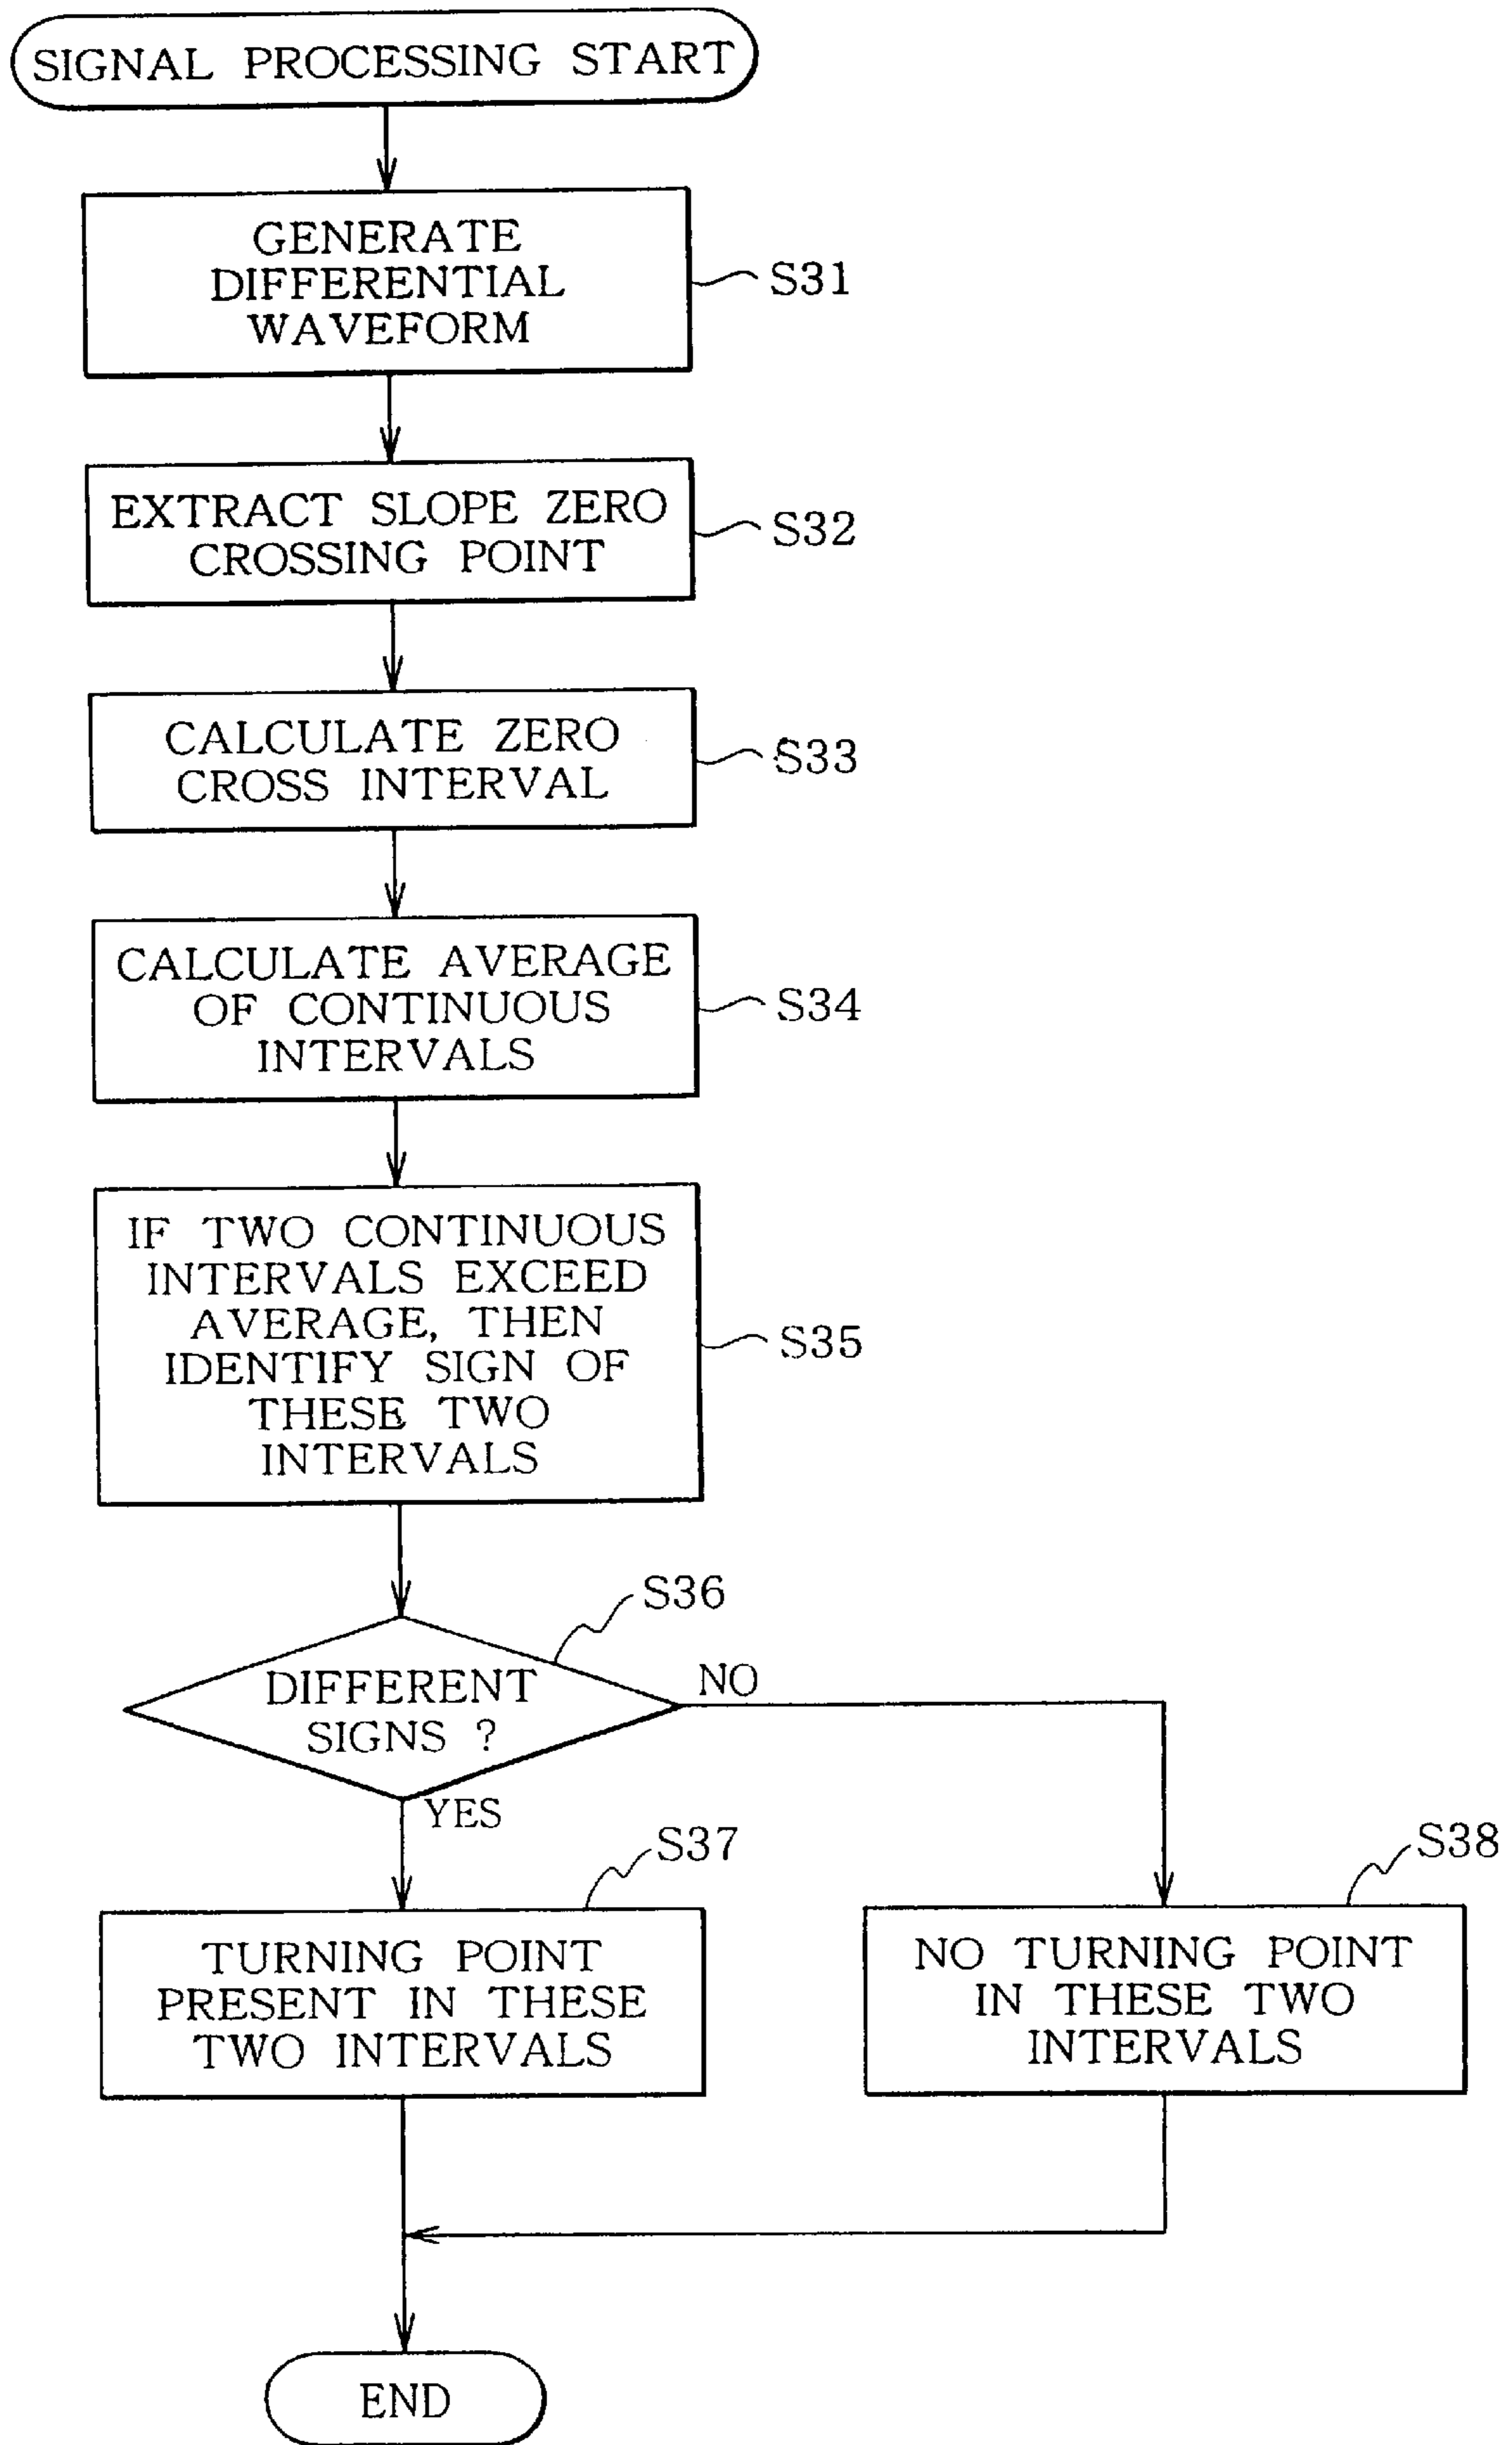 SIGNAL PROCESSING START
GENERATE
DIFFERENTIAL
WAVEFORM
S31
EXTRACT SLOPE ZERO
CROSSING POINT
S32
CALCULATE ZERO
CROSS INTERVAL
S33
CALCULATE AVERAGE
OF CONTINUOUS
INTERVALS
S34
IF TWO CONTINUOUS
INTERVALS EXCEED
AVERAGE, THEN
IDENTIFY SIGN OF
THESE TWO
INTERVALS
S35
S36
DIFFERENT
SIGNS ?
NO
YES
S37
TURNING POINT
PRESENT IN THESE
TWO INTERVALS
S38
NO TURNING POINT
IN THESE TWO
INTERVALS
END